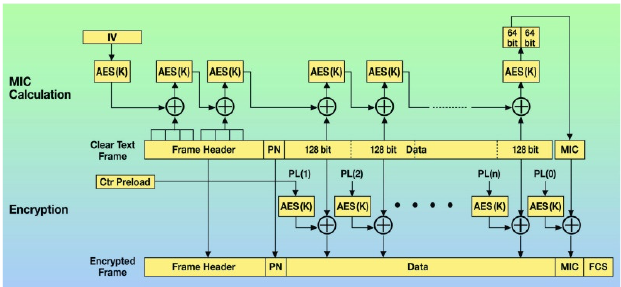 IV
64 bit 64 bit
AES(K) AES(K) AES(K) AES(K) AES(K) AES(K)
MIC Calculation
Clear Text Frame
Frame Header PN 128 bit 128 bit Data 128 bit MIC
Ctr Preload
PL(1) PL(2) PL(n) PL(0)
Encryption
AES(K) AES(K) AES(K) AES(K)
Encrypted Frame
Frame Header PN Data MIC FCS